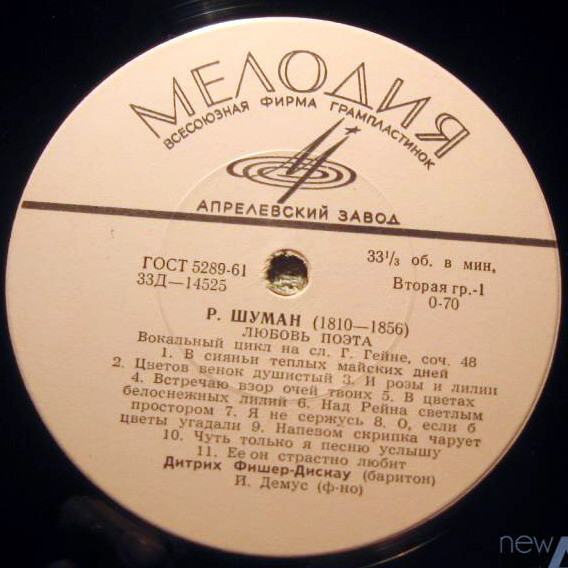 МЕЛОДИЯ
ВСЕСОЮЗНАЯ ФИРМА ГРАМПЛАСТИНОК
АПРЕЛЕВСКИЙ ЗАВОД
ГОСТ 5289-61
33Д—14525
33⅓ об. в мин,
Вторая гр.-1
0-70
Р. ШУМАН (1810—1856)
ЛЮБОВЬ ПОЭТА
Вокальный цикл на сл. Г. Гейне, соч. 48
1. В сияньи теплых майских дней
2. Цветов венок душистый 3. И розы и лилии
4. Встречаю взор очей твоих 5. В цветах
белоснежных лилий 6. Над Рейна светлым
простором 7. Я не сержусь 8. О, если б
цветы угадали 9. Напевом скрипка чарует
10. Чуть только я песню услышу
11. Ее он страстно любит
Дитрих Фишер-Дискау (баритон)
И. Демус (ф-но)
new